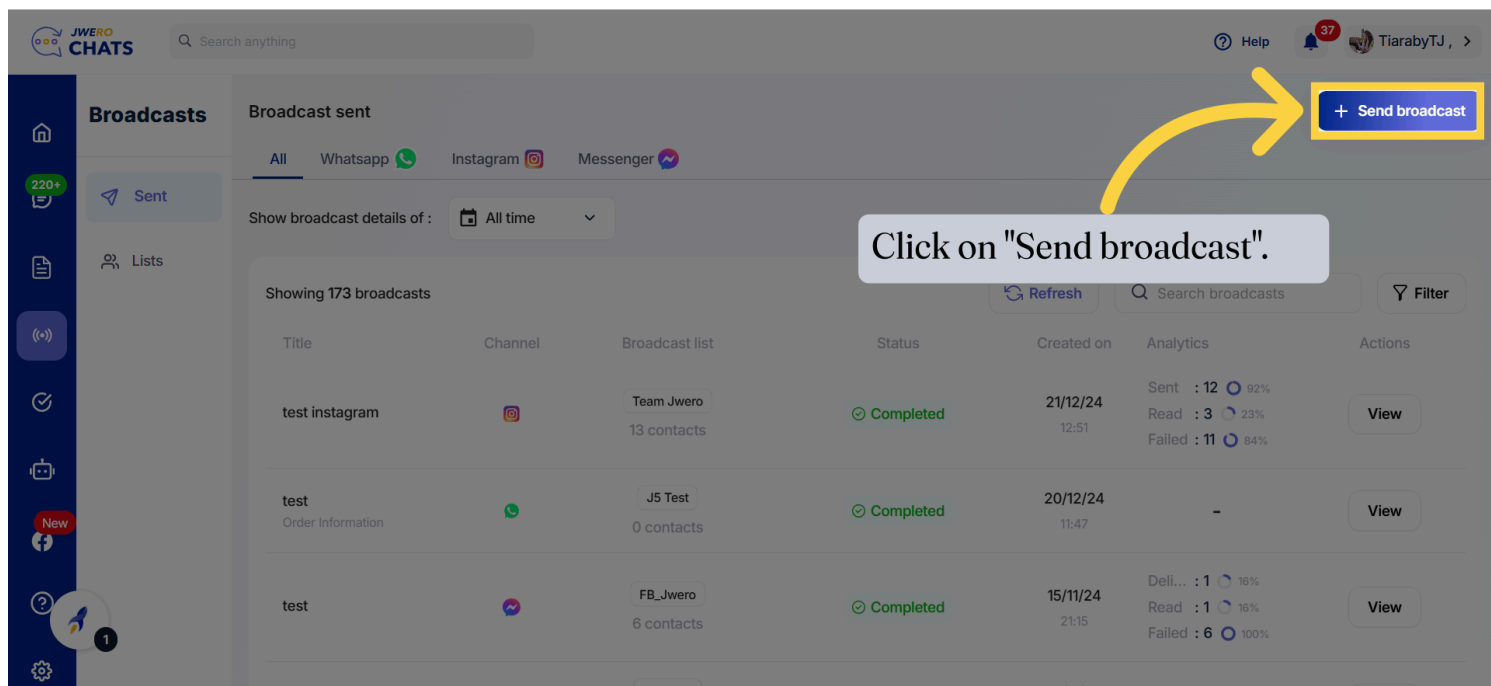 JWERO
CHATS
Search anything
Help
37
TiarabyTJ ,
Broadcasts
Broadcast sent
+ Send broadcast
All
Whatsapp
Instagram
Messenger
220+
Sent
Show broadcast details of :
All time
Click on "Send broadcast".
Lists
Showing 173 broadcasts
Refresh
Search broadcasts
Filter
Title
Channel
Broadcast list
Status
Created on
Analytics
Actions
test instagram
Team Jwero
13 contacts
Completed
21/12/24
12:51
Sent : 12 92%
Read : 3 23%
Failed : 11 84%
View
test
Order Information
J5 Test
0 contacts
Completed
20/12/24
11:47
-
View
New
test
FB_Jwero
6 contacts
Completed
15/11/24
21:15
Deli... : 1 16%
Read : 1 16%
Failed : 6 100%
View
1